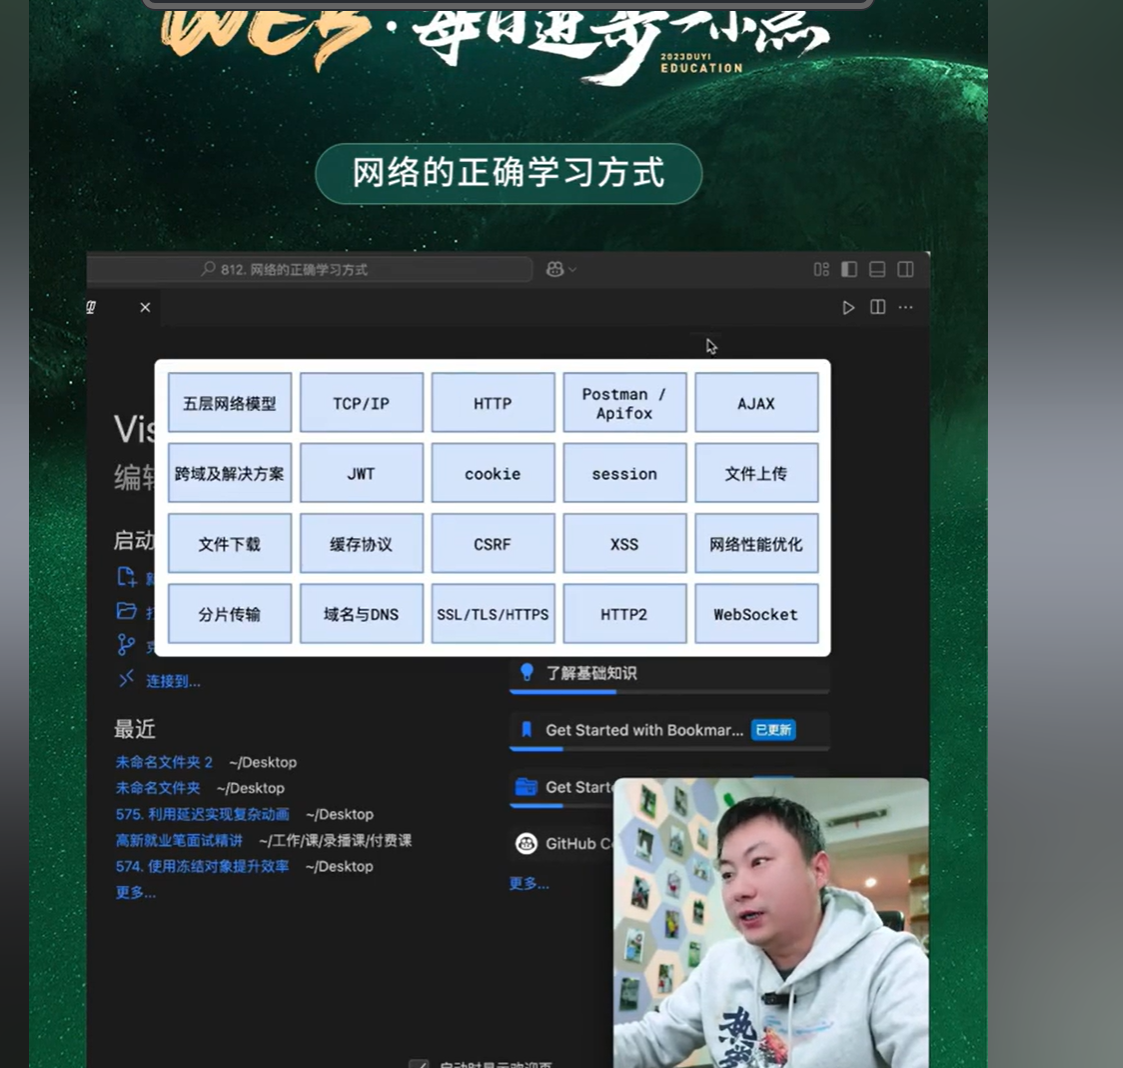 WEB·每日进步一小点
2023DUYI
EDUCATION
网络的正确学习方式
812. 网络的正确学习方式
五层网络模型
TCP/IP
HTTP
Postman /
Apifox
AJAX
跨域及解决方案
JWT
cookie
session
文件上传
文件下载
缓存协议
CSRF
XSS
网络性能优化
分片传输
域名与DNS
SSL/TLS/HTTPS
HTTP2
WebSocket
Vis
编辑
启动
连接到...
最近
未命名文件夹 2 ~/Desktop
未命名文件夹 ~/Desktop
575. 利用延迟实现复杂动画 ~/Desktop
高新就业笔面试精讲 ~/工作/课/录播课/付费课
574. 使用冻结对象提升效率 ~/Desktop
更多...
了解基础知识
Get Started with Bookmar... 已更新
Get Starte
GitHub Co
更多...
启动时显示欢迎页